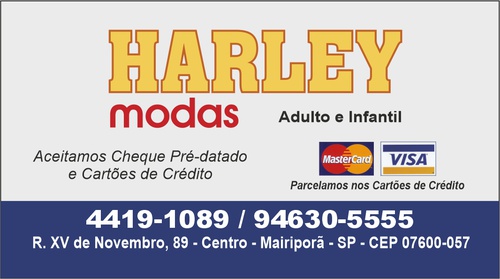 HARLEY
modas
Adulto e Infantil
Aceitamos Cheque Pré-datado
e Cartões de Crédito
MasterCard
VISA
Parcelamos nos Cartões de Crédito
4419-1089 / 94630-5555
R. XV de Novembro, 89 - Centro - Mairiporã - SP - CEP 07600-057